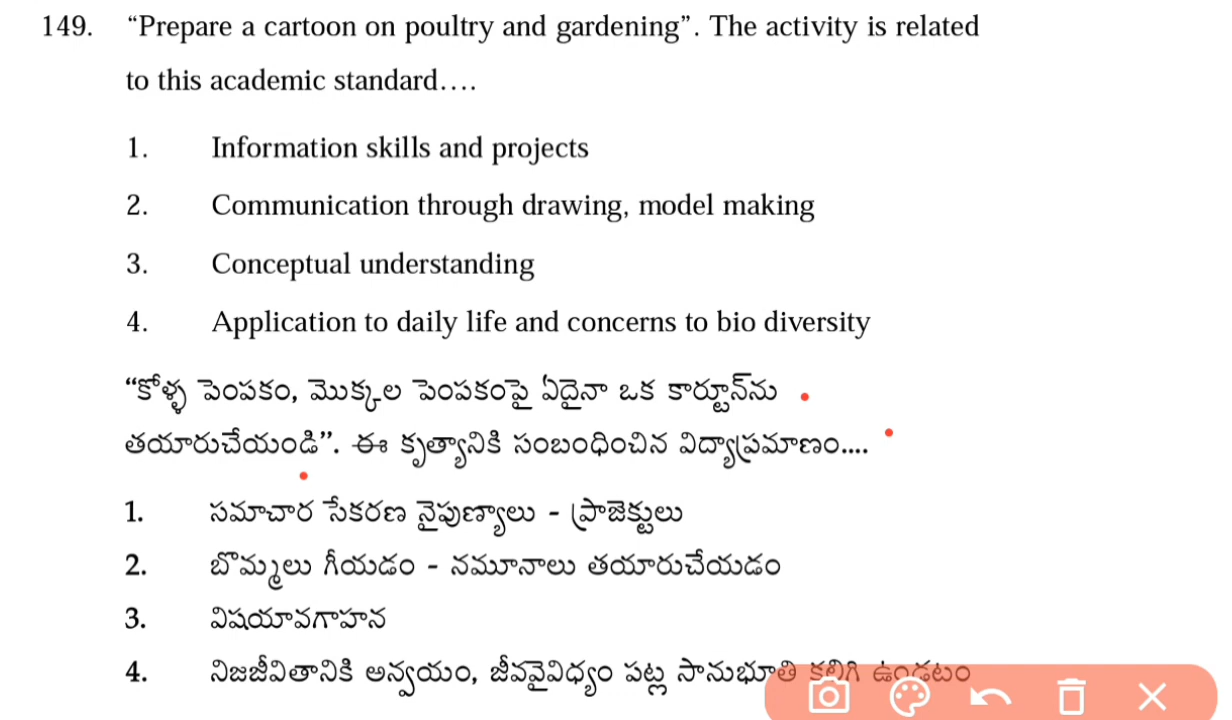 149. “Prepare a cartoon on poultry and gardening”. The activity is related
to this academic standard....
1. Information skills and projects
2. Communication through drawing, model making
3. Conceptual understanding
4. Application to daily life and concerns to bio diversity
“కోళ్ళ పెంపకం, మొక్కల పెంపకంపై ఏదైనా ఒక కార్టూన్‌ను
తయారుచేయండి”. ఈ కృత్యానికి సంబంధించిన విద్యాప్రమాణం....
1. సమాచార సేకరణ నైపుణ్యాలు - ప్రాజెక్టులు
2. బొమ్మలు గీయడం - నమూనాలు తయారుచేయడం
3. విషయావగాహన
4. నిజజీవితానికి అన్వయం, జీవవైవిధ్యం పట్ల సానుభూతి కలిగి ఉండటం